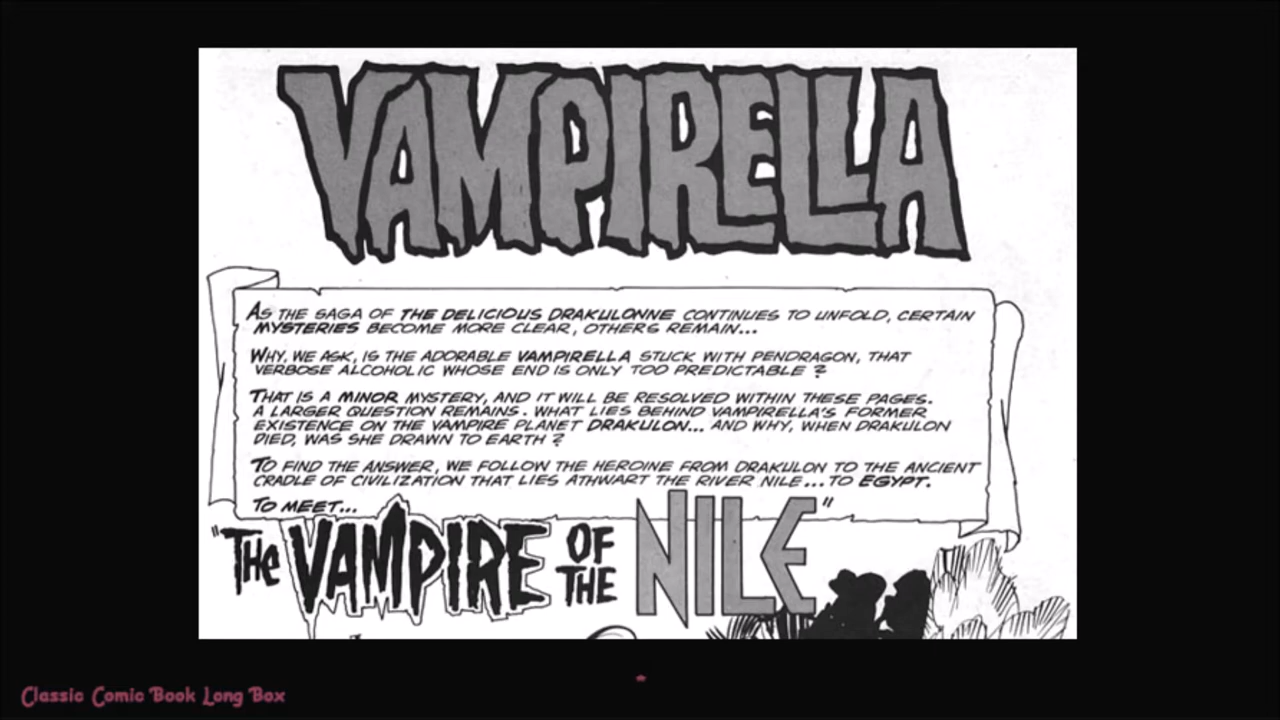 VAMPIRELLA
AS THE SAGA OF THE DELICIOUS DRAKULONNE CONTINUES TO UNFOLD, CERTAIN
MYSTERIES BECOME MORE CLEAR, OTHERS REMAIN...
WHY, WE ASK, IS THE ADORABLE VAMPIRELLA STUCK WITH PENDRAGON, THAT
VERBOSE ALCOHOLIC WHOSE END IS ONLY TOO PREDICTABLE?
THAT IS A MINOR MYSTERY, AND IT WILL BE RESOLVED WITHIN THESE PAGES.
A LARGER QUESTION REMAINS. WHAT LIES BEHIND VAMPIRELLA'S FORMER
EXISTENCE ON THE VAMPIRE PLANET DRAKULON... AND WHY, WHEN DRAKULON
DIED, WAS SHE DRAWN TO EARTH?
TO FIND THE ANSWER, WE FOLLOW THE HEROINE FROM DRAKULON TO THE ANCIENT
CRADLE OF CIVILIZATION THAT LIES ATHWART THE RIVER NILE... TO EGYPT.
TO MEET...
"THE VAMPIRE OF THE NILE"
Classic Comic Book Long Box